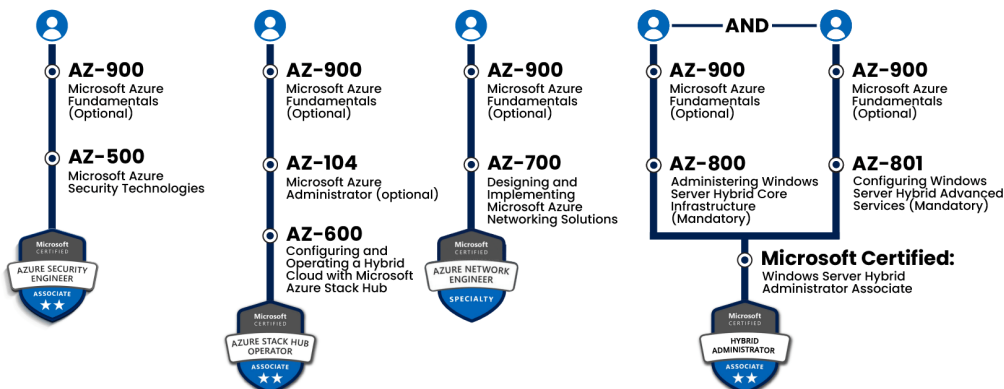 AZ-900
Microsoft Azure
Fundamentals
(Optional)
AZ-500
Microsoft Azure
Security Technologies
Microsoft
CERTIFIED
AZURE SECURITY
ENGINEER
ASSOCIATE
AZ-900
Microsoft Azure
Fundamentals
(Optional)
AZ-104
Microsoft Azure
Administrator (optional)
AZ-600
Configuring and
Operating a Hybrid
Cloud with Microsoft
Azure Stack Hub
Microsoft
CERTIFIED
AZURE STACK HUB
OPERATOR
ASSOCIATE
AZ-900
Microsoft Azure
Fundamentals
(Optional)
AZ-700
Designing and
Implementing
Microsoft Azure
Networking Solutions
Microsoft
CERTIFIED
AZURE NETWORK
ENGINEER
SPECIALTY
AND
AZ-900
Microsoft Azure
Fundamentals
(Optional)
AZ-800
Administering Windows
Server Hybrid Core
Infrastructure
(Mandatory)
AZ-900
Microsoft Azure
Fundamentals
(Optional)
AZ-801
Configuring Windows
Server Hybrid Advanced
Services (Mandatory)
Microsoft Certified:
Windows Server Hybrid
Administrator Associate
Microsoft
CERTIFIED
HYBRID
ADMINISTRATOR
ASSOCIATE